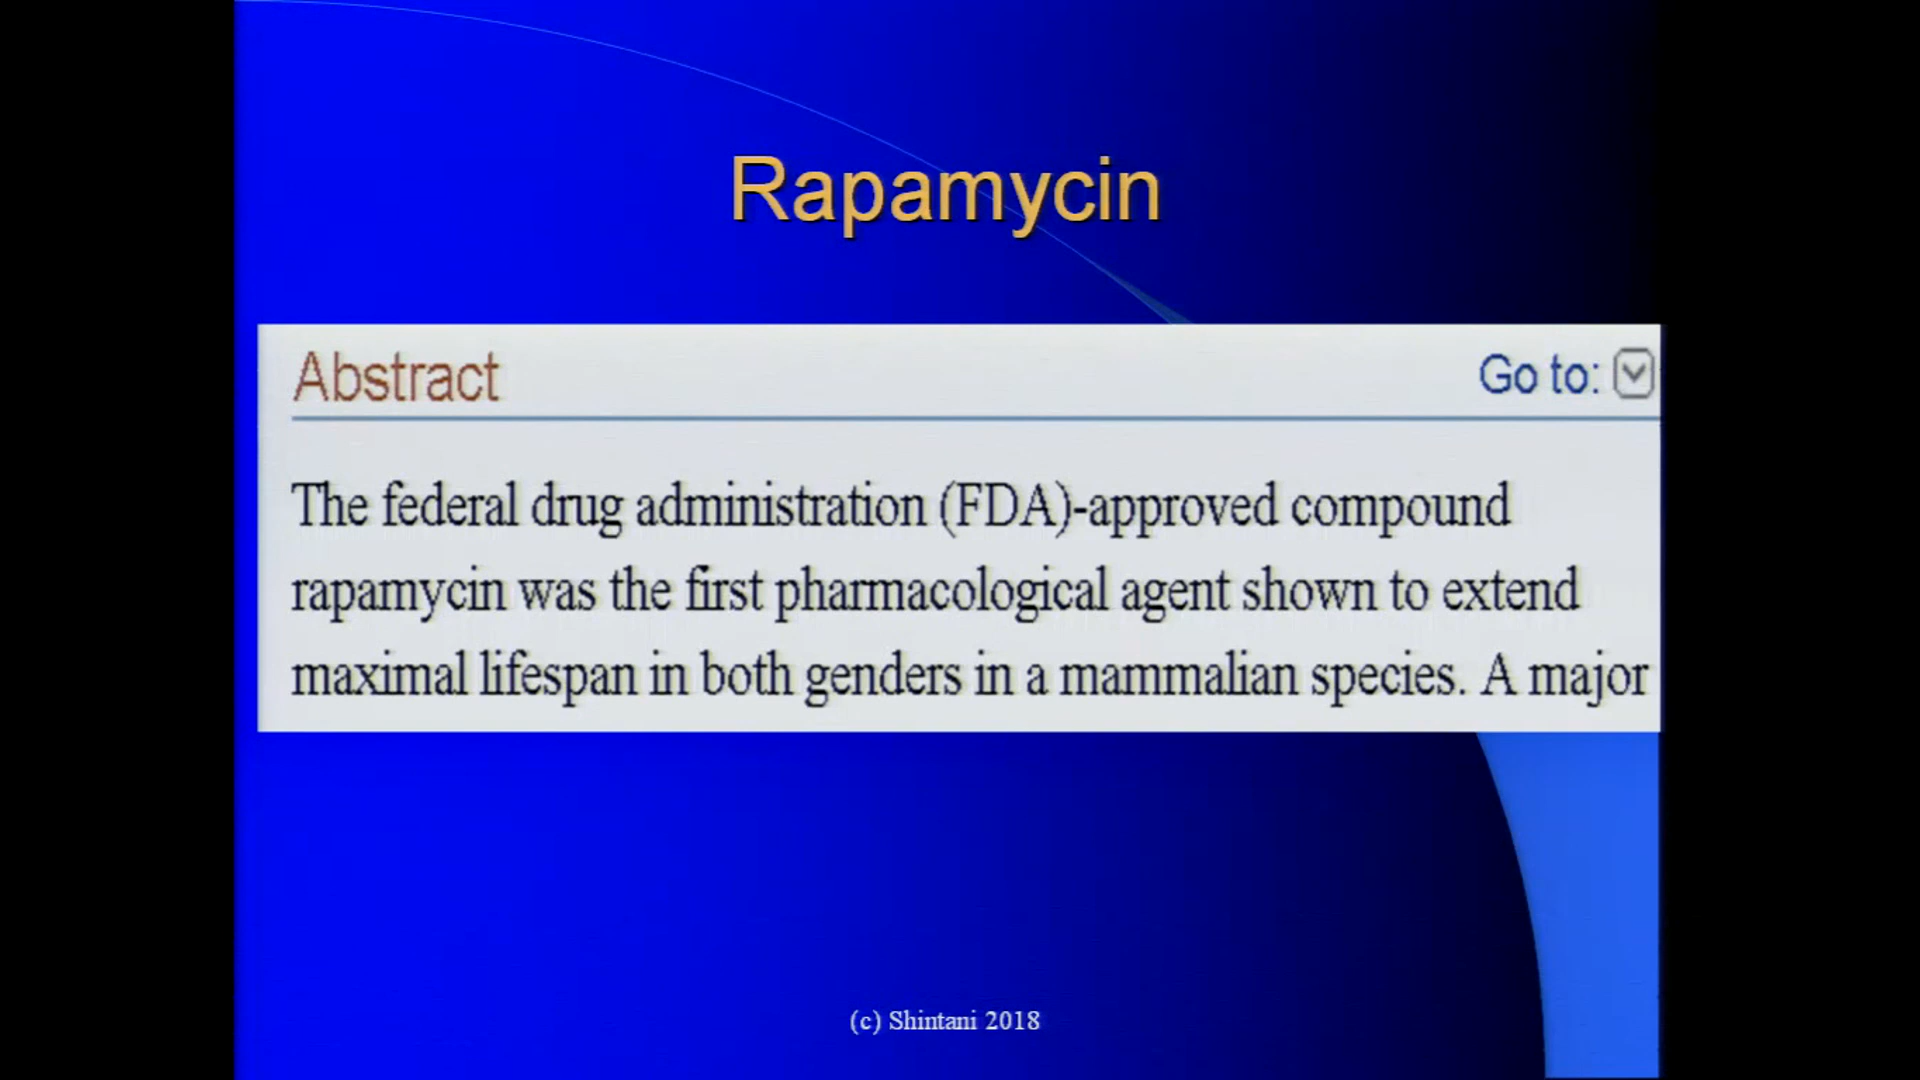 Rapamycin
Abstract
Go to:
The federal drug administration (FDA)-approved compound
rapamycin was the first pharmacological agent shown to extend
maximal lifespan in both genders in a mammalian species. A major
(c) Shintani 2018